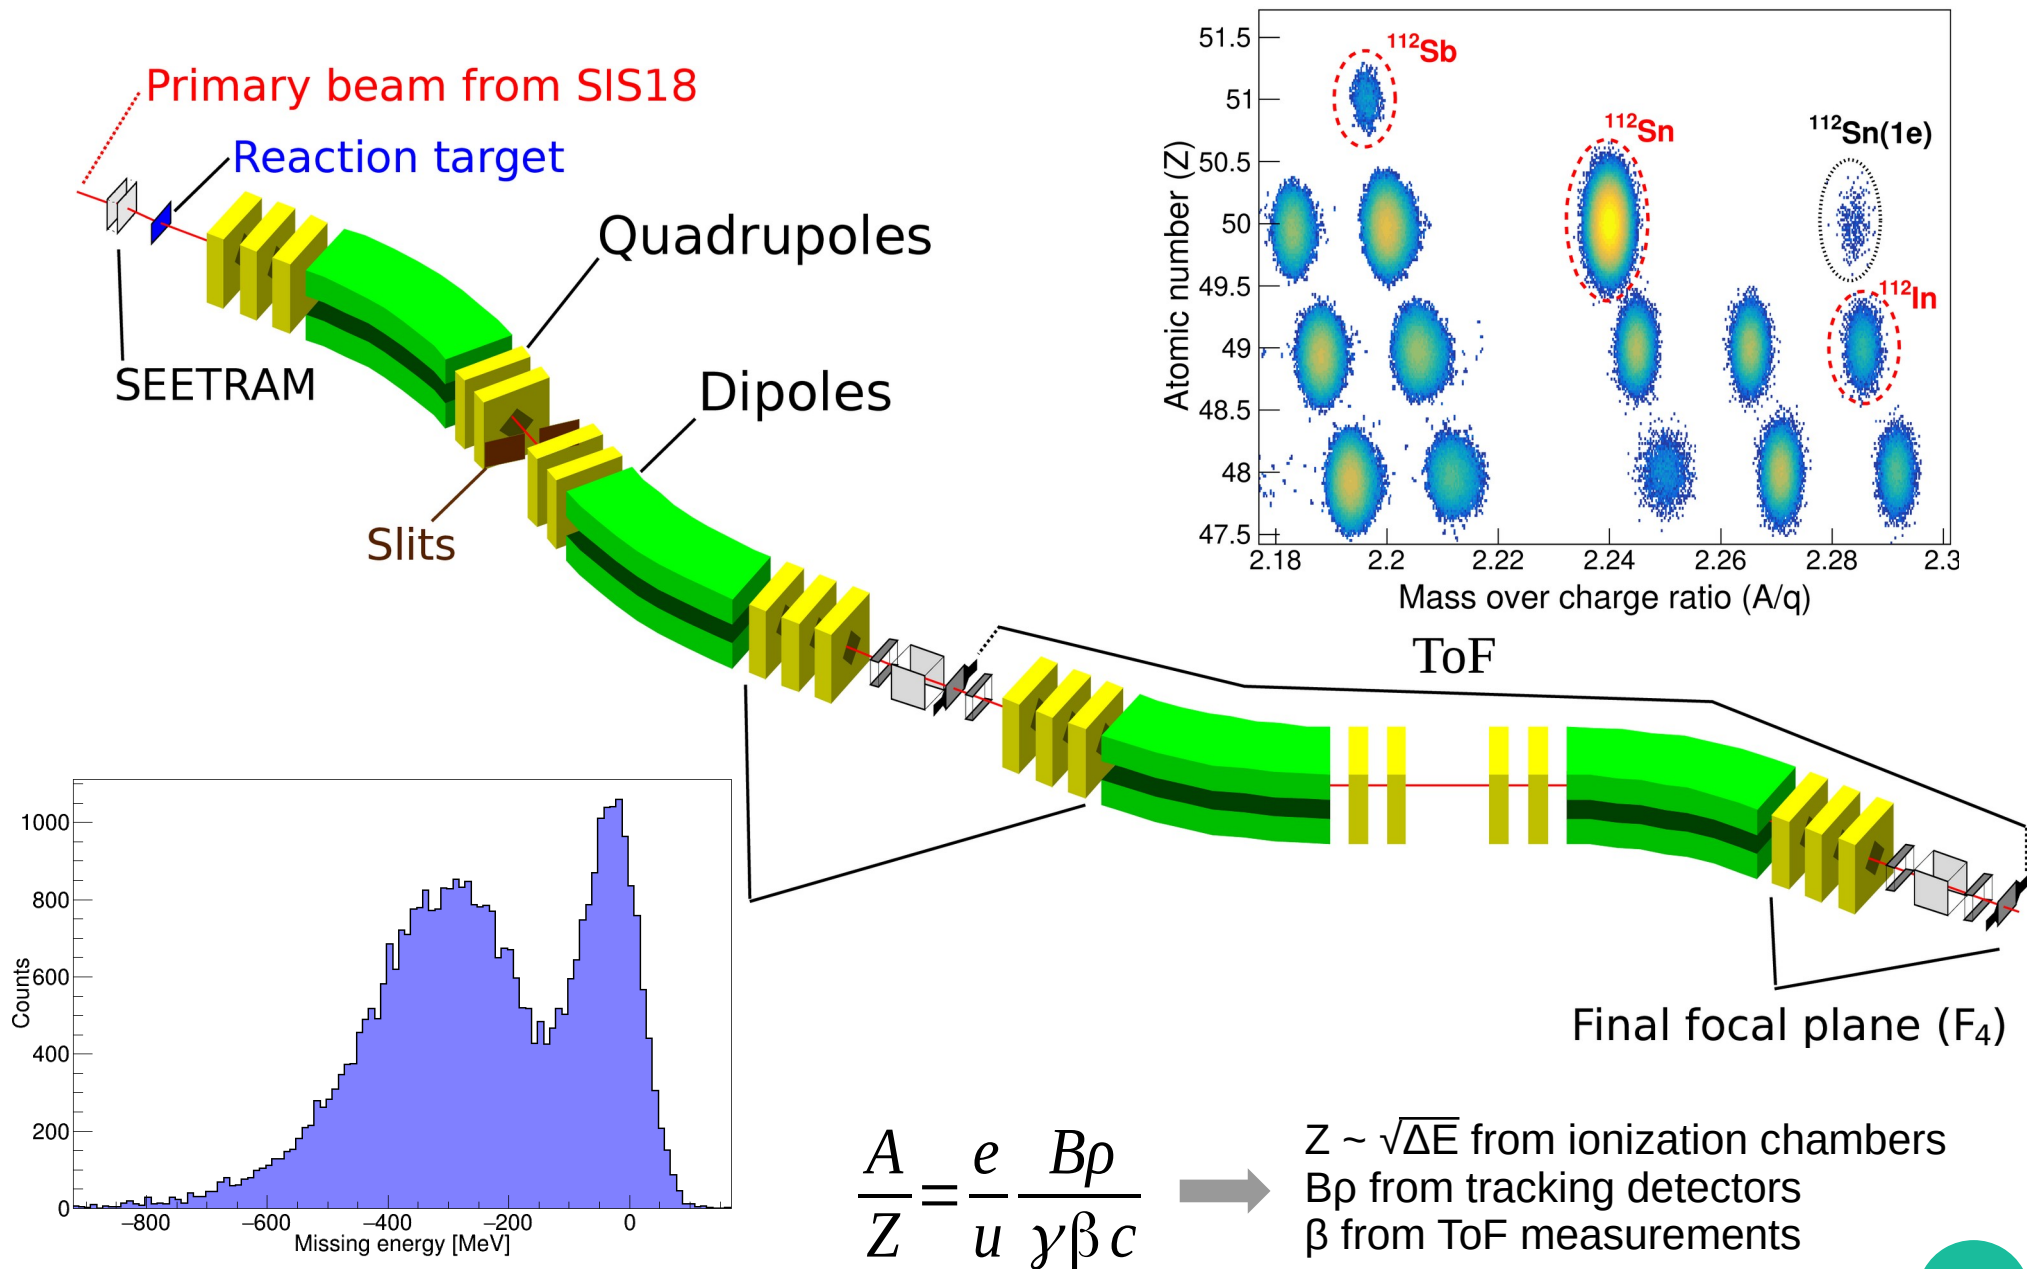 Primary beam from SIS18
Reaction target
Quadrupoles
SEETRAM
Dipoles
Slits
51.5
51
50.5
50
49.5
49
48.5
48
47.5
Atomic number (Z)
¹¹²Sb
¹¹²Sn
¹¹²Sn(1e)
¹¹²In
2.18 2.2 2.22 2.24 2.26 2.28 2.3
Mass over charge ratio (A/q)
ToF
1000
800
600
400
200
0
Counts
−800 −600 −400 −200 0
Missing energy [MeV]
Final focal plane (F₄)
A/Z = e/u Bρ/γβc
Z ~ √ΔE from ionization chambers
Bρ from tracking detectors
β from ToF measurements